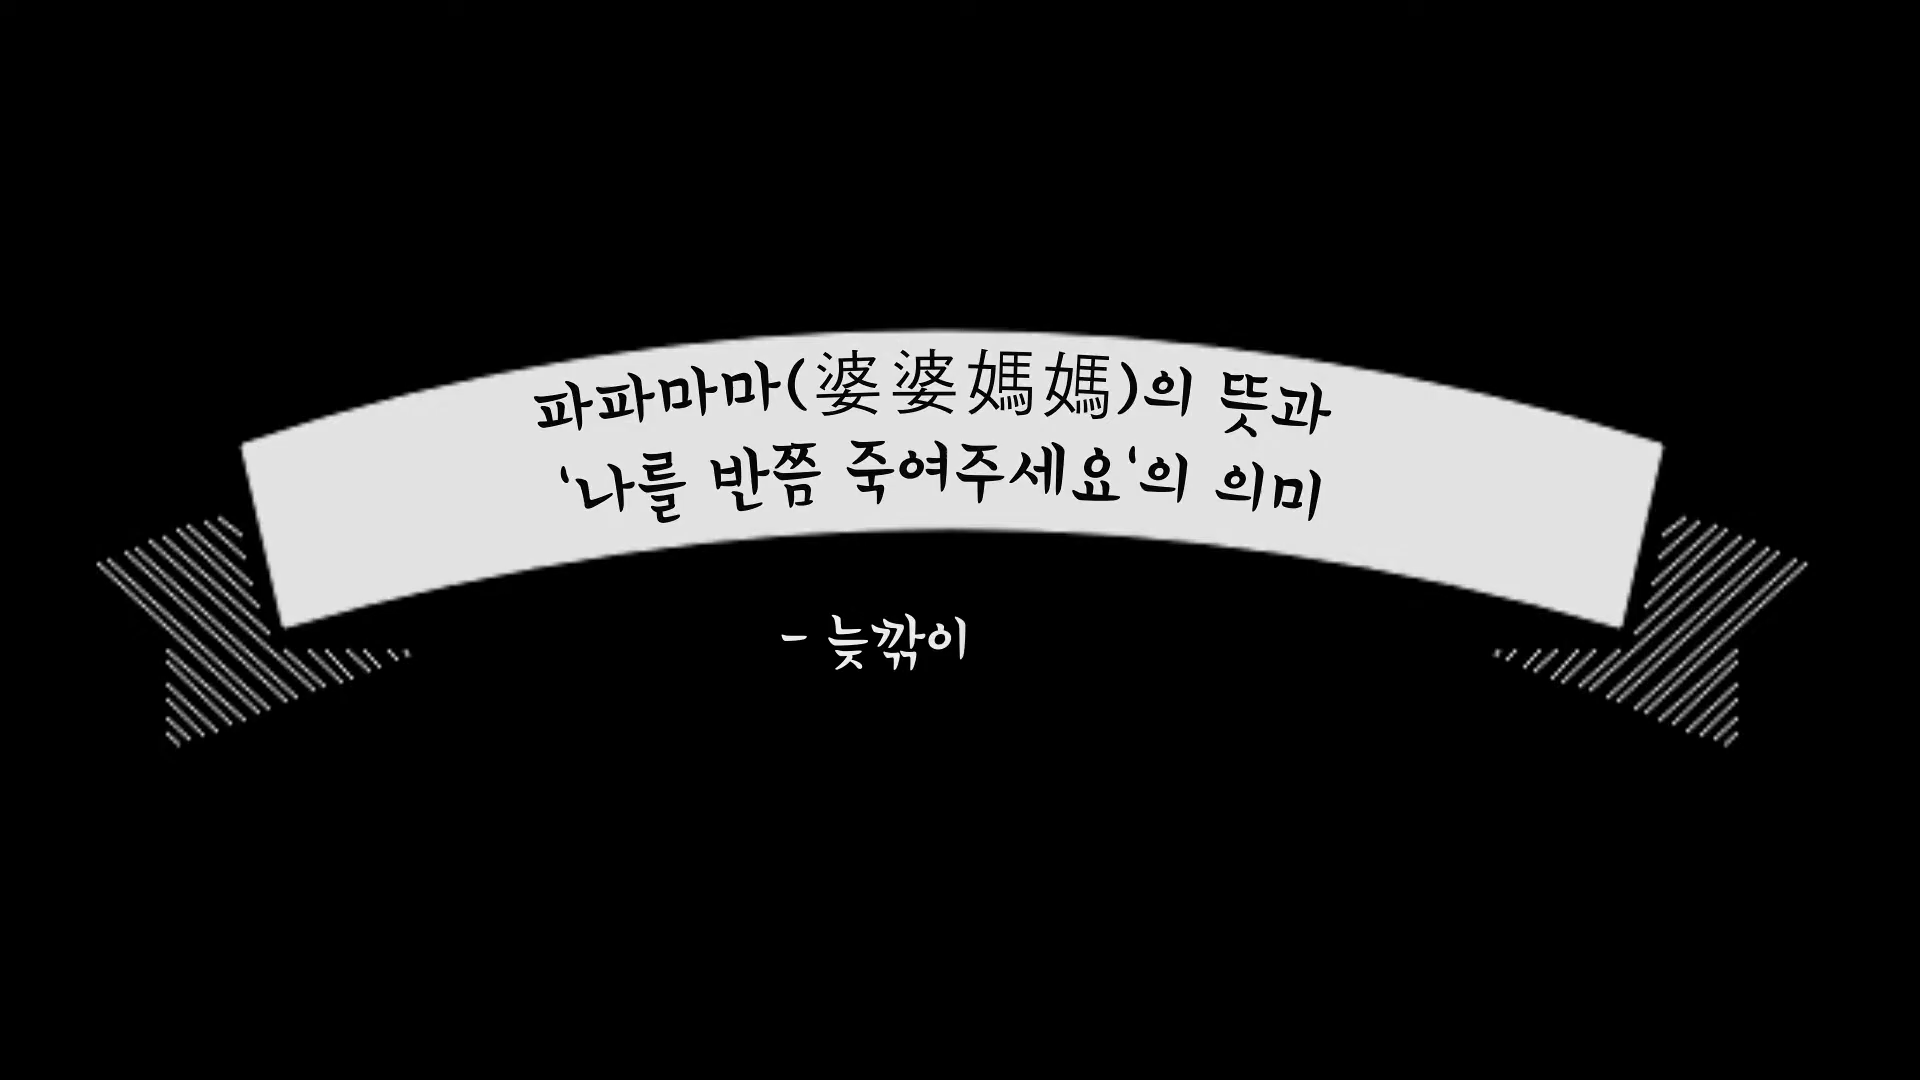 파파마마(婆婆媽媽)의 뜻과
‘나를 반쯤 죽여주세요‘의 의미
- 늦깎이